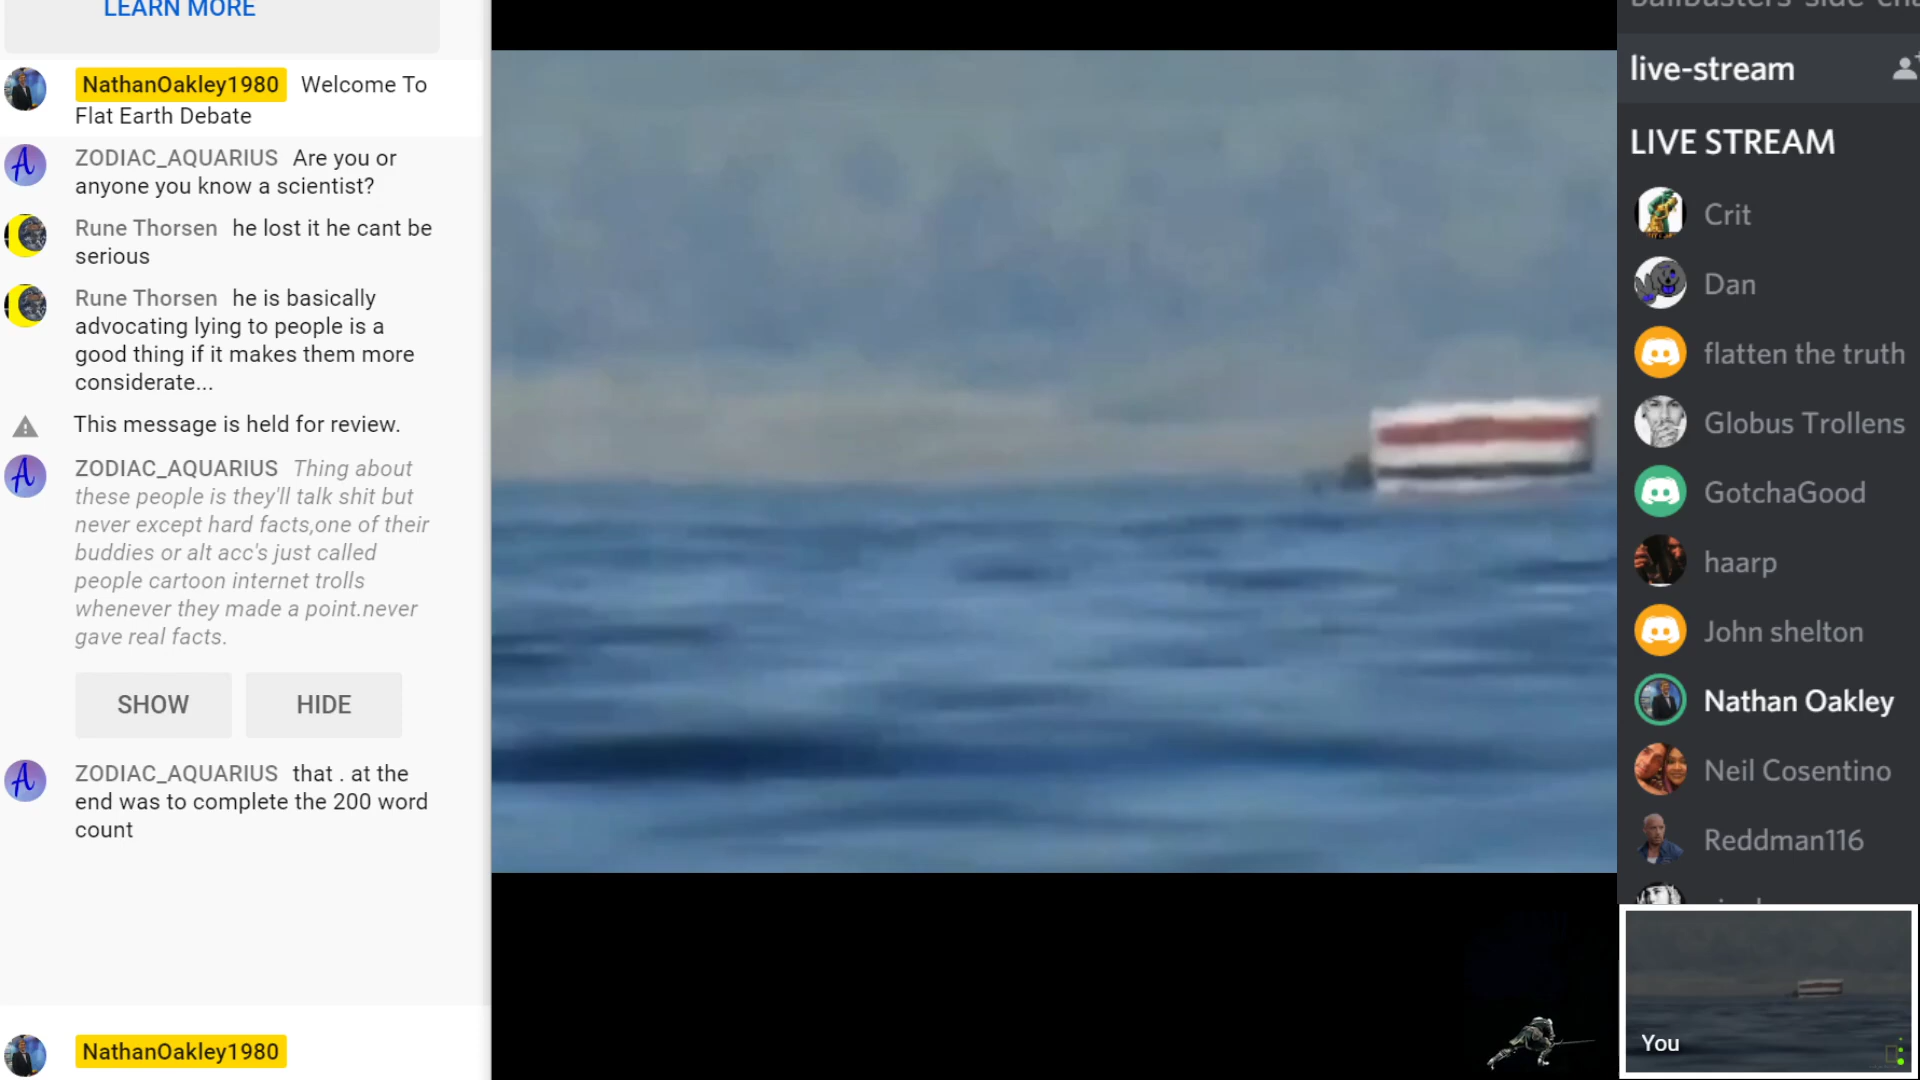 LEARN MORE
NathanOakley1980 Welcome To
Flat Earth Debate
ZODIAC_AQUARIUS Are you or
anyone you know a scientist?
Rune Thorsen he lost it he cant be
serious
Rune Thorsen he is basically
advocating lying to people is a
good thing if it makes them more
considerate...
This message is held for review.
ZODIAC_AQUARIUS Thing about
these people is they'll talk shit but
never except hard facts,one of their
buddies or alt acc's just called
people cartoon internet trolls
whenever they made a point.never
gave real facts.
SHOW HIDE
ZODIAC_AQUARIUS that . at the
end was to complete the 200 word
count
NathanOakley1980
live-stream
LIVE STREAM
Crit
Dan
flatten the truth
Globus Trollens
GotchaGood
haarp
John shelton
Nathan Oakley
Neil Cosentino
Reddman116
You